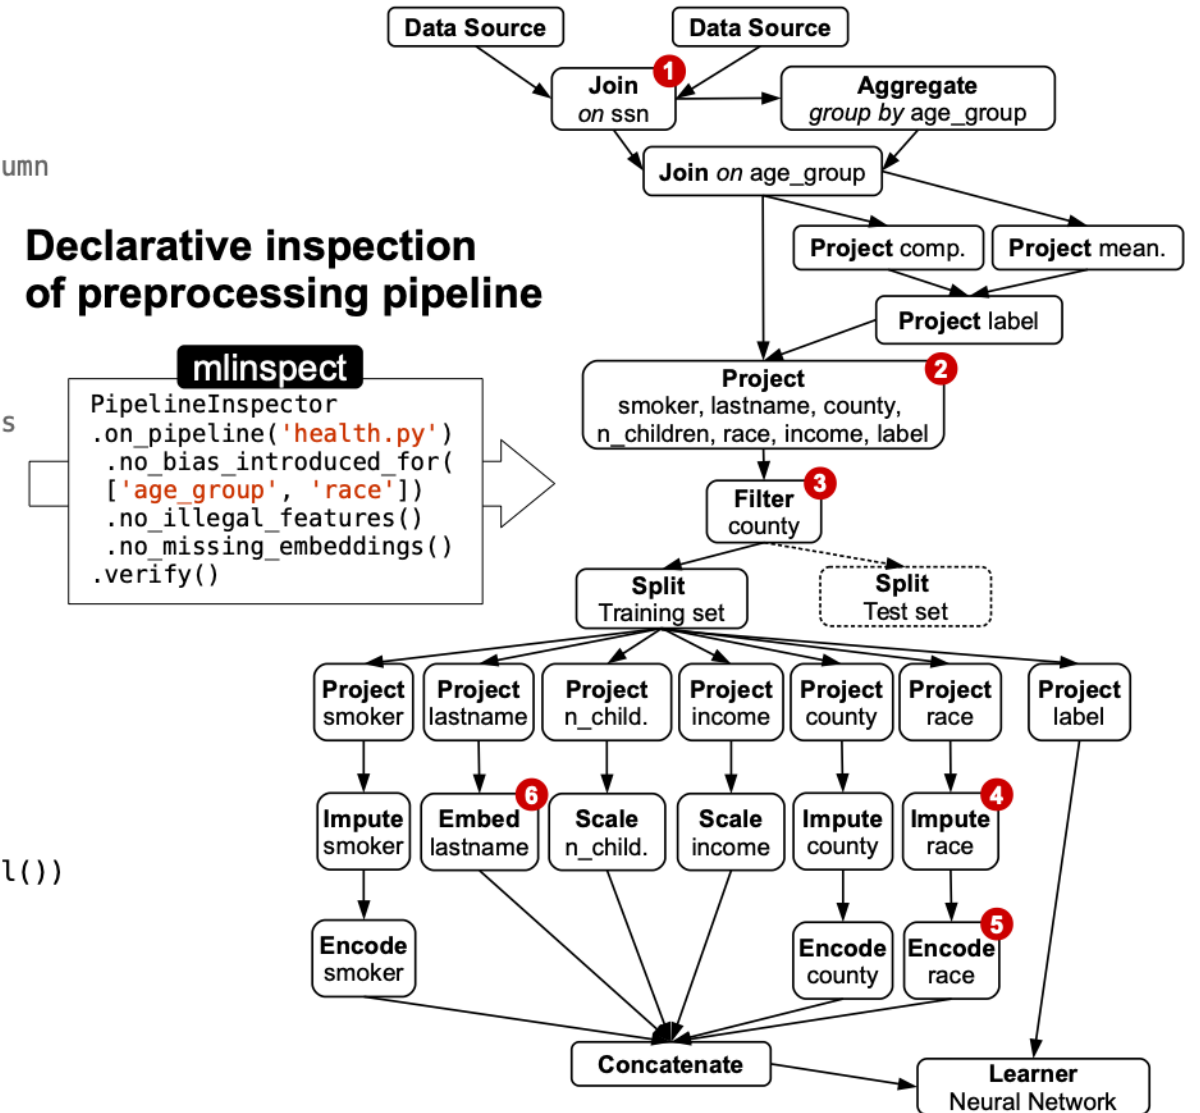 Data Source
Data Source
1
Join
on ssn
Aggregate
group by age_group
umn
Join on age_group
Declarative inspection
of preprocessing pipeline
Project comp.
Project mean.
Project label
mlinspect
PipelineInspector
.on_pipeline('health.py')
.no_bias_introduced_for(
['age_group', 'race'])
.no_illegal_features()
.no_missing_embeddings()
.verify()
s
2
Project
smoker, lastname, county,
n_children, race, income, label
3
Filter
county
Split
Training set
Split
Test set
Project
smoker
Project
lastname
Project
n_child.
Project
income
Project
county
Project
race
Project
label
Impute
smoker
6
Embed
lastname
Scale
n_child.
Scale
income
Impute
county
4
Impute
race
l())
Encode
smoker
Encode
county
5
Encode
race
Concatenate
Learner
Neural Network